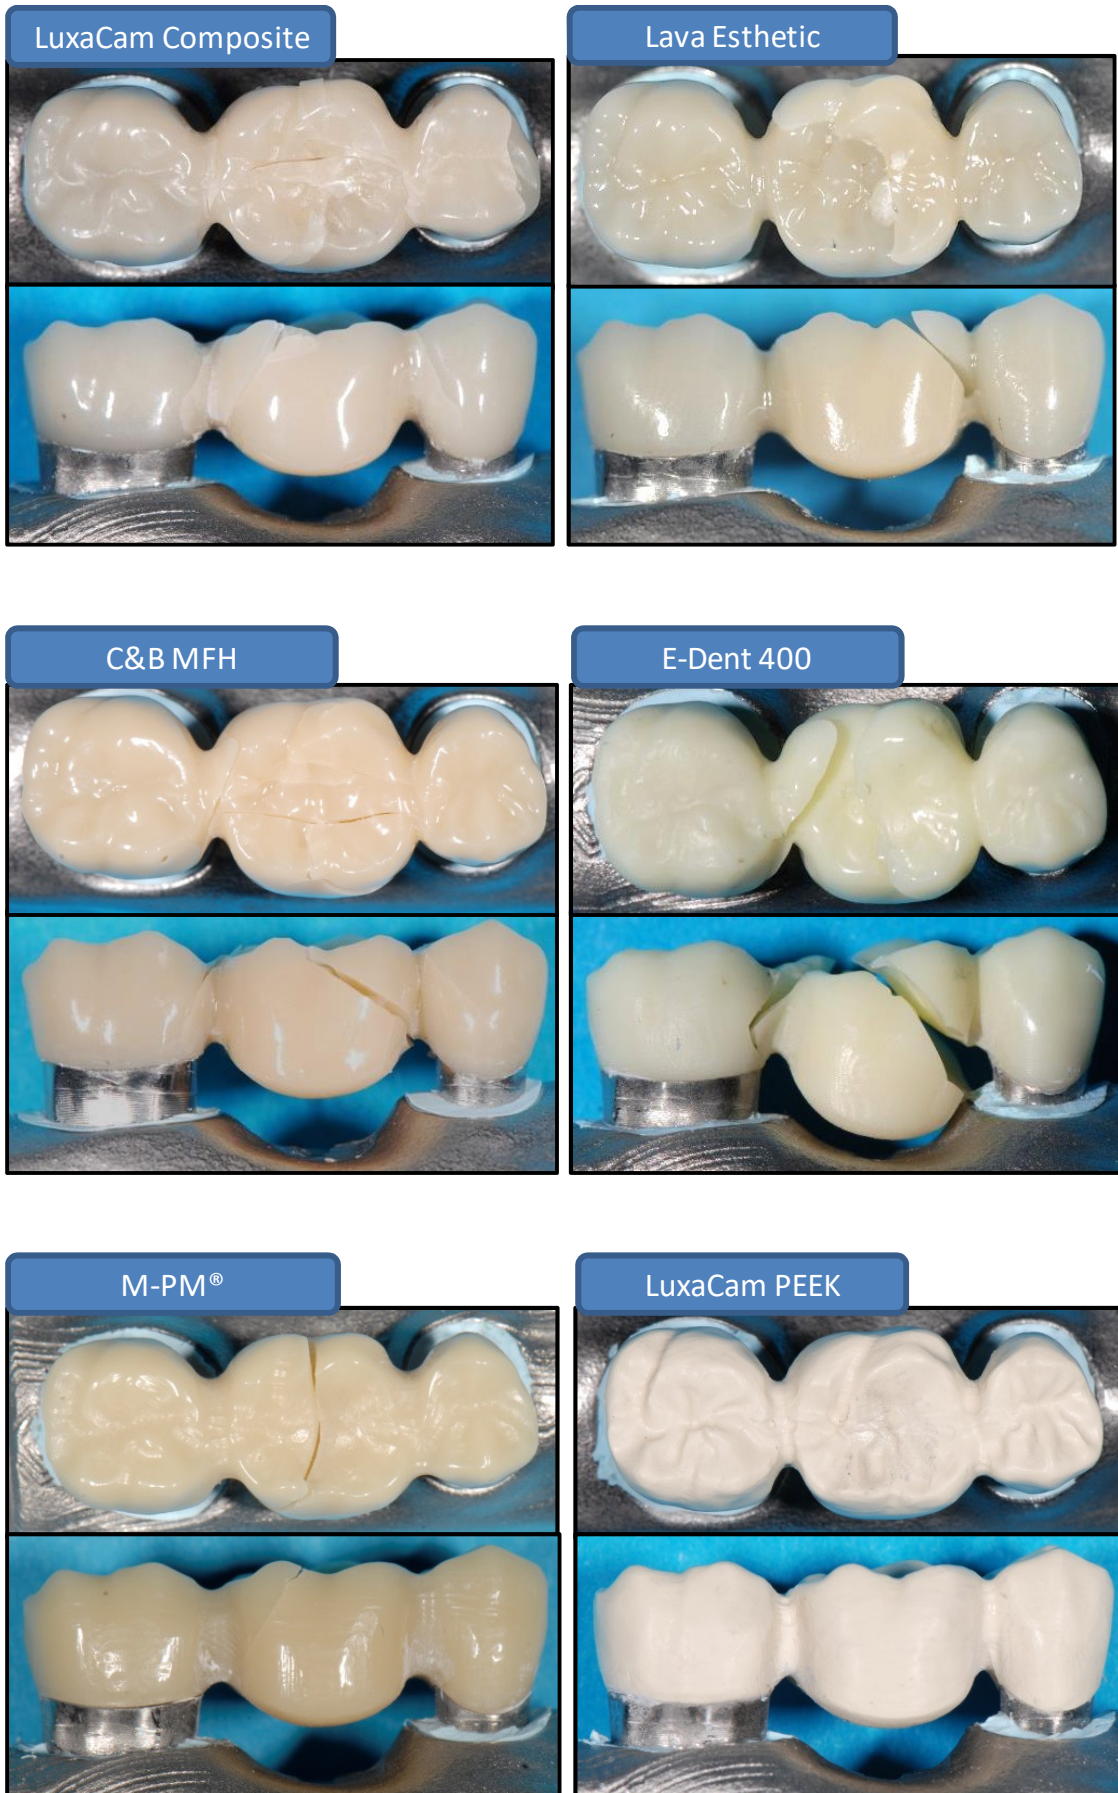 LuxaCam Composite
Lava Esthetic
C&B MFH
E-Dent 400
M-PM®
LuxaCam PEEK